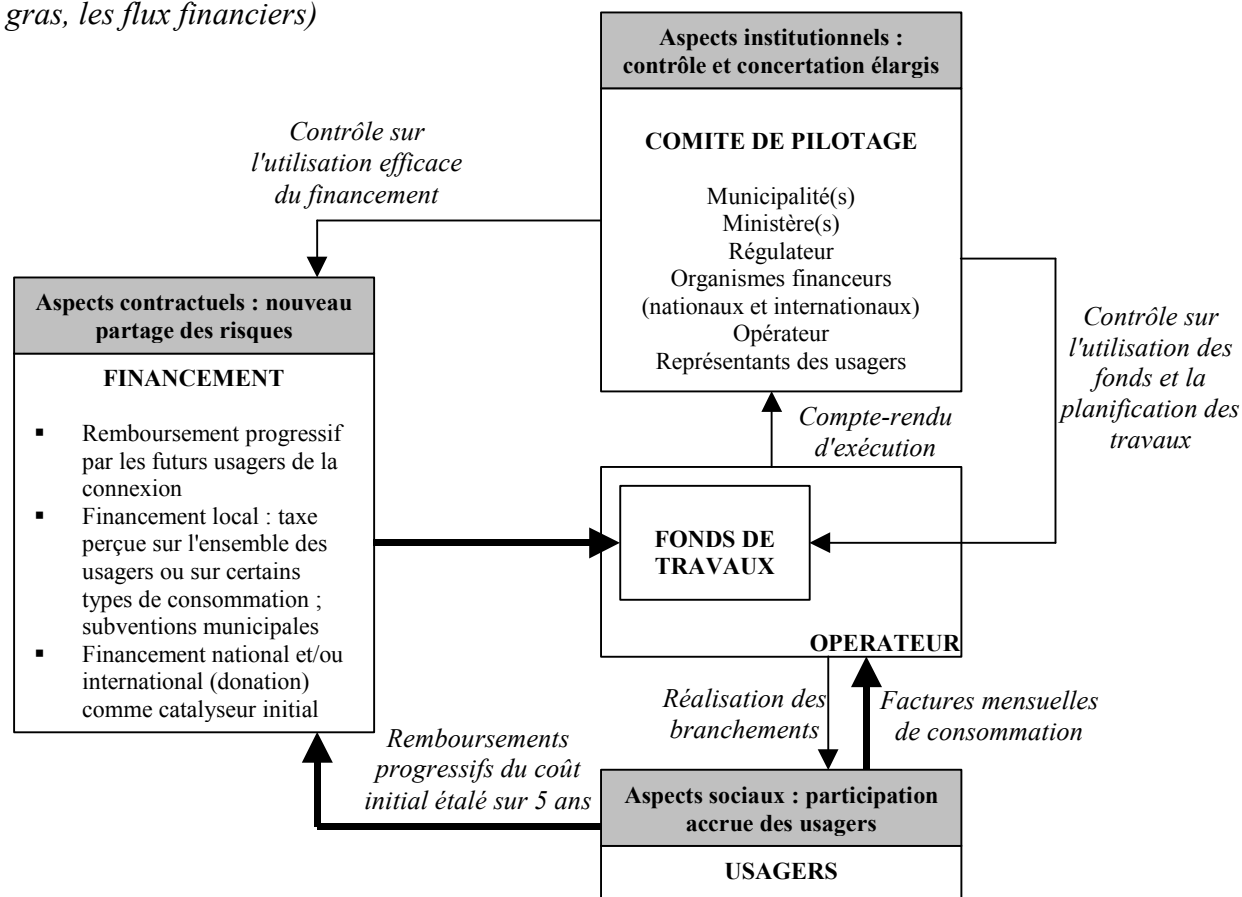 gras, les flux financiers)
Aspects institutionnels :
contrôle et concertation élargis
COMITE DE PILOTAGE
Municipalité(s)
Ministère(s)
Régulateur
Organismes financeurs
(nationaux et internationaux)
Opérateur
Représentants des usagers
Contrôle sur
l'utilisation efficace
du financement
Aspects contractuels : nouveau
partage des risques
FINANCEMENT
▪ Remboursement progressif
par les futurs usagers de la
connexion
▪ Financement local : taxe
perçue sur l'ensemble des
usagers ou sur certains
types de consommation ;
subventions municipales
▪ Financement national et/ou
international (donation)
comme catalyseur initial
Contrôle sur
l'utilisation des
fonds et la
planification des
travaux
Compte-rendu
d'exécution
FONDS DE
TRAVAUX
OPERATEUR
Réalisation des
branchements
Factures mensuelles
de consommation
Remboursements
progressifs du coût
initial étalé sur 5 ans
Aspects sociaux : participation
accrue des usagers
USAGERS